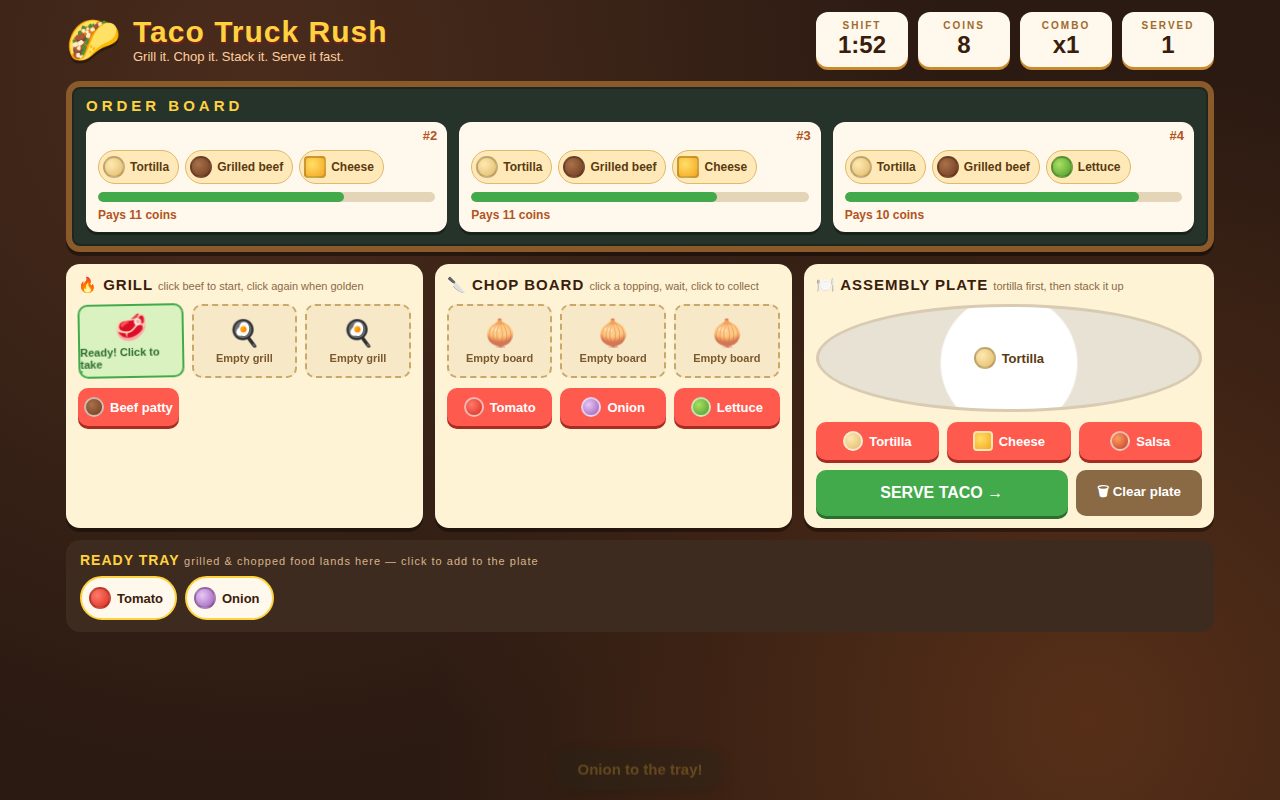 Taco Truck Rush
Grill it. Chop it. Stack it. Serve it fast.
SHIFT
1:52
COINS
8
COMBO
x1
SERVED
1
ORDER BOARD
#2
Tortilla
Grilled beef
Cheese
Pays 11 coins
#3
Tortilla
Grilled beef
Cheese
Pays 11 coins
#4
Tortilla
Grilled beef
Lettuce
Pays 10 coins
GRILL click beef to start, click again when golden
Ready! Click to
take
Empty grill
Empty grill
Beef patty
CHOP BOARD click a topping, wait, click to collect
Empty board
Empty board
Empty board
Tomato
Onion
Lettuce
ASSEMBLY PLATE tortilla first, then stack it up
Tortilla
Tortilla
Cheese
Salsa
SERVE TACO →
Clear plate
READY TRAY grilled & chopped food lands here — click to add to the plate
Tomato
Onion
Onion to the tray!